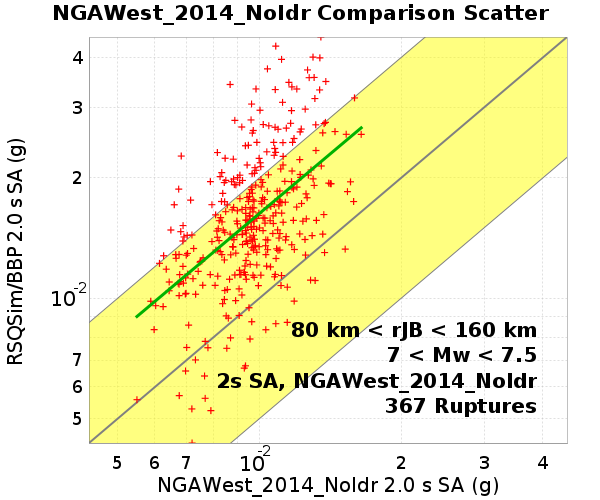 NGAWest_2014_NoIdr Comparison Scatter
RSQSim/BBP 2.0 s SA (g)
4
3
2
10-2
7
6
5
80 km < rJB < 160 km
7 < Mw < 7.5
2s SA, NGAWest_2014_NoIdr
367 Ruptures
5 6 7 10-2 2 3 4
NGAWest_2014_NoIdr 2.0 s SA (g)